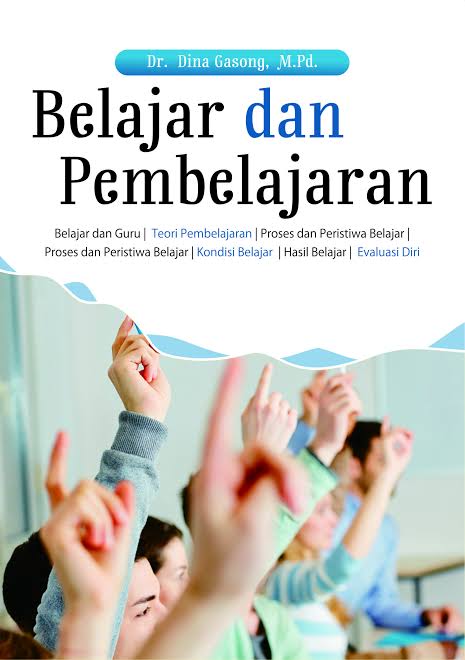 Dr. Dina Gasong, M.Pd.
Belajar dan
Pembelajaran
Belajar dan Guru | Teori Pembelajaran | Proses dan Peristiwa Belajar |
Proses dan Peristiwa Belajar | Kondisi Belajar | Hasil Belajar | Evaluasi Diri